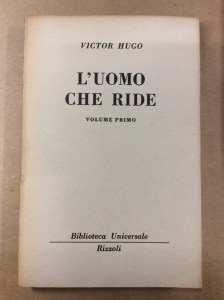 VICTOR HUGO
L'UOMO
CHE RIDE
VOLUME PRIMO
Biblioteca Universale
Rizzoli